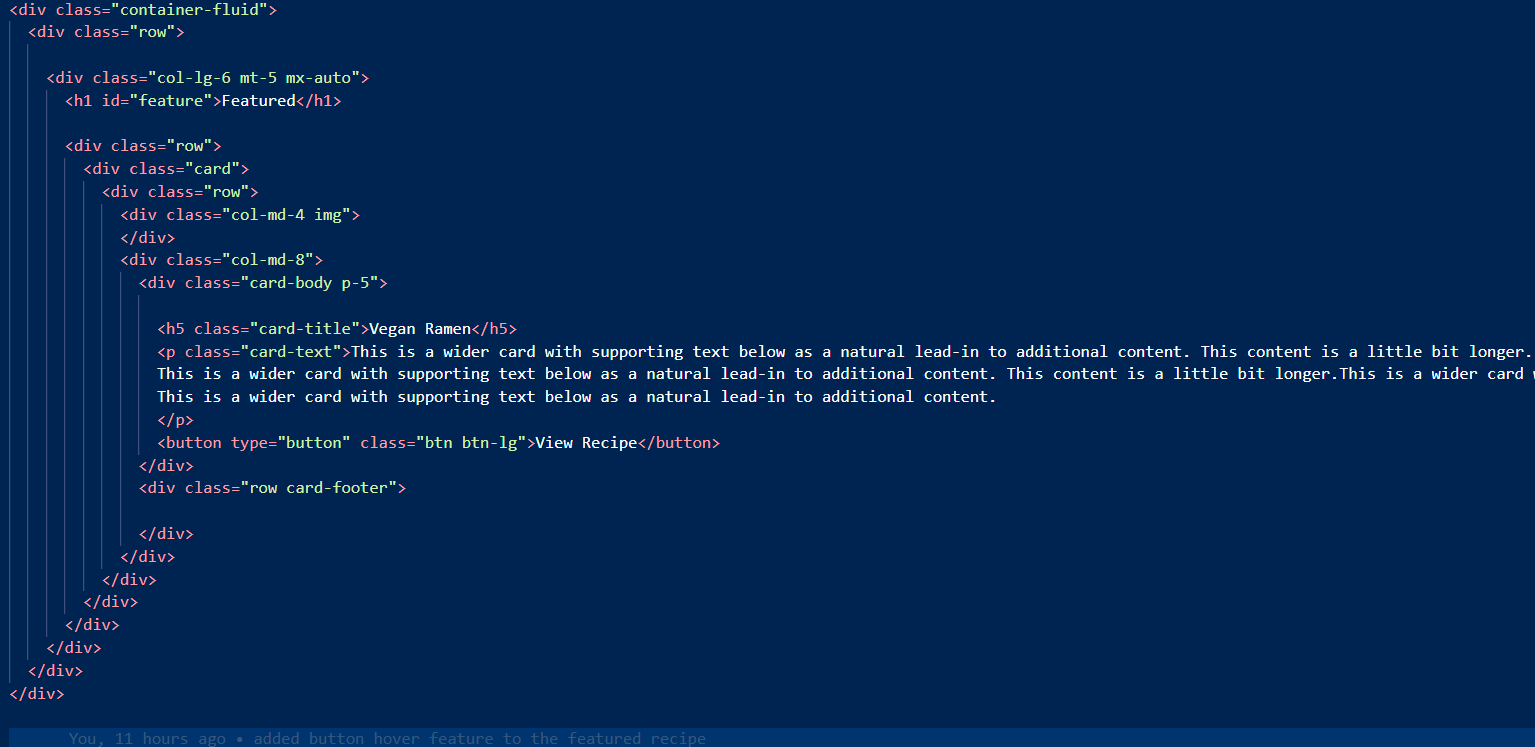 <div class="container-fluid">
<div class="row">
<div class="col-lg-6 mt-5 mx-auto">
<h1 id="feature">Featured</h1>
<div class="row">
<div class="card">
<div class="row">
<div class="col-md-4 img">
</div>
<div class="col-md-8">
<div class="card-body p-5">
<h5 class="card-title">Vegan Ramen</h5>
<p class="card-text">This is a wider card with supporting text below as a natural lead-in to additional content. This content is a little bit longer.
This is a wider card with supporting text below as a natural lead-in to additional content. This content is a little bit longer.This is a wider card
This is a wider card with supporting text below as a natural lead-in to additional content.
</p>
<button type="button" class="btn btn-lg">View Recipe</button>
</div>
<div class="row card-footer">
</div>
</div>
</div>
</div>
</div>
</div>
</div>
</div>
You, 11 hours ago • added button hover feature to the featured recipe